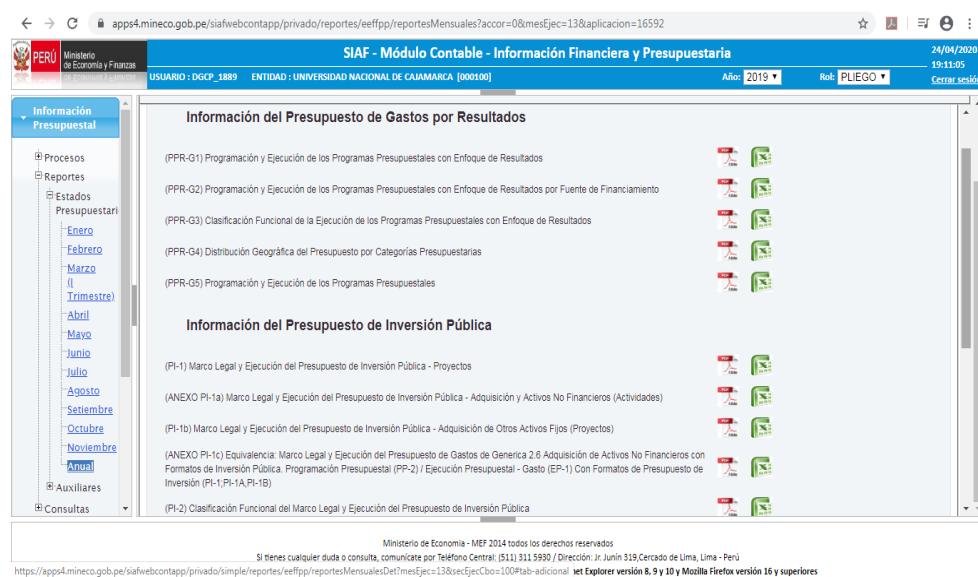 apps4.mineco.gob.pe/siafwebcontapp/privado/reportes/eeffpp/reportesMensuales?accor=0&mesEjec=13&aplicacion=16592
PERÚ
Ministerio
de Economía y Finanzas
SIAF - Módulo Contable - Información Financiera y Presupuestaria
24/04/2020
19:11:05
USUARIO : DGCP_1889 ENTIDAD : UNIVERSIDAD NACIONAL DE CAJAMARCA [000100]
Año: 2019
Rol: PLIEGO
Cerrar sesió
Información
Presupuestal
Procesos
Reportes
Estados
Presupuestari
Enero
Febrero
Marzo
(I
Trimestre)
Abril
Mayo
Junio
Julio
Agosto
Setiembre
Octubre
Noviembre
Anual
Auxiliares
Consultas
Información del Presupuesto de Gastos por Resultados
(PPR-G1) Programación y Ejecución de los Programas Presupuestales con Enfoque de Resultados
(PPR-G2) Programación y Ejecución de los Programas Presupuestales con Enfoque de Resultados por Fuente de Financiamiento
(PPR-G3) Clasificación Funcional de la Ejecución de los Programas Presupuestales con Enfoque de Resultados
(PPR-G4) Distribución Geográfica del Presupuesto por Categorías Prespuestarias
(PPR-G5) Programación y Ejecución de los Programas Presupuestales
Información del Presupuesto de Inversión Pública
(PI-1) Marco Legal y Ejecución del Presupuesto de Inversión Pública - Proyectos
(ANEXO PI-1a) Marco Legal y Ejecución del Presupuesto de Inversión Pública - Adquisición y Activos No Financieros (Actividades)
(PI-1b) Marco Legal y Ejecución del Presupuesto de Inversión Pública - Adquisición de Otros Activos Fijos (Proyectos)
(ANEXO PI-1c) Equivalencia: Marco Legal y Ejecución del Presupuesto de Gastos de Generica 2.6 Adquisición de Activos No Financieros con
Formatos de Inversión Pública. Programación Presupuestal (PP-2) / Ejecución Presupuestal - Gasto (EP-1) Con Formatos de Presupuesto de
Inversión (PI-1;PI-1A,PI-1B)
(PI-2) Clasificación Funcional del Marco Legal y Ejecución del Presupuesto de Inversión Pública
Ministerio de Economia - MEF 2014 todos los derechos reservados
Si tienes cualquier duda o consulta, comunícate por Teléfono Central: (511) 311 5930 / Dirección: Jr. Junín 319,Cercado de Lima, Lima - Perú
https://apps4.mineco.gob.pe/siafwebcontapp/privado/simple/reportes/eeffpp/reportesMensualesDet?mesEjec=13&secEjecCbo=100#tab-adicional
et Explorer versión 8, 9 y 10 y Mozilla Firefox versión 16 y superiores